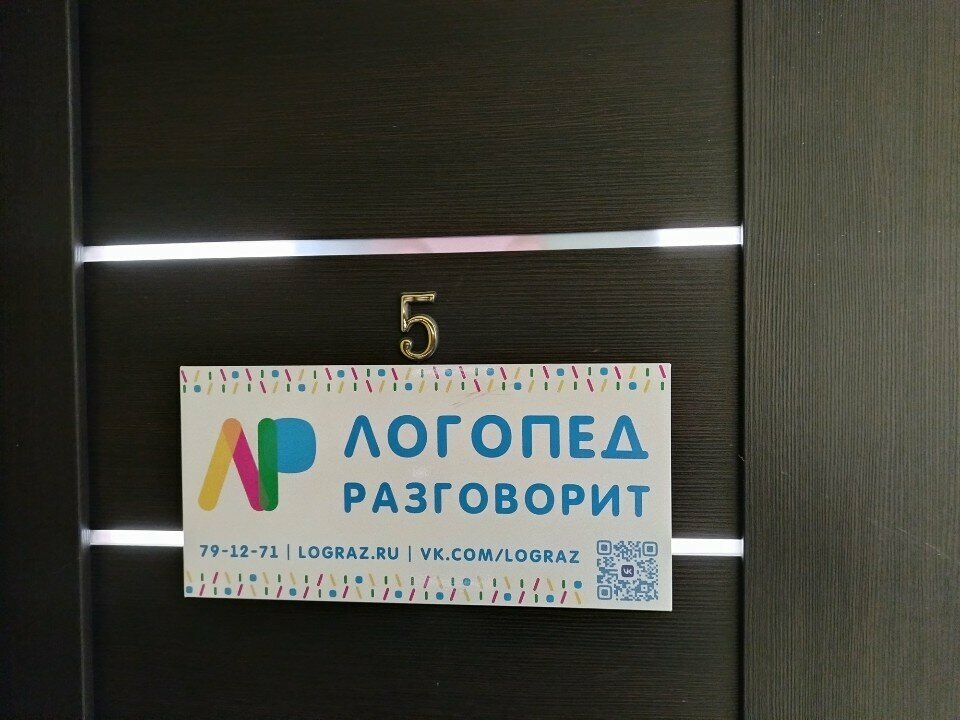 5
ЛР
ЛОГОПЕД
РАЗГОВОРИТ
79-12-71 | LOGRAZ.RU | VK.COM/LOGRAZ